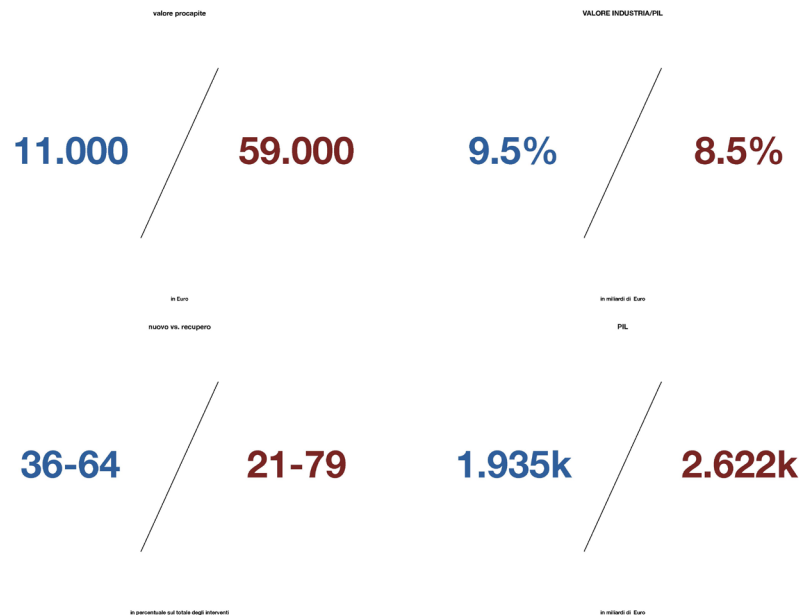 valore procapite
11.000
59.000
in Euro
VALORE INDUSTRIA/PIL
9.5%
8.5%
in miliardi di Euro
nuovo vs. recupero
36-64
21-79
in percentuale sul totale degli interventi
PIL
1.935k
2.622k
in miliardi di Euro